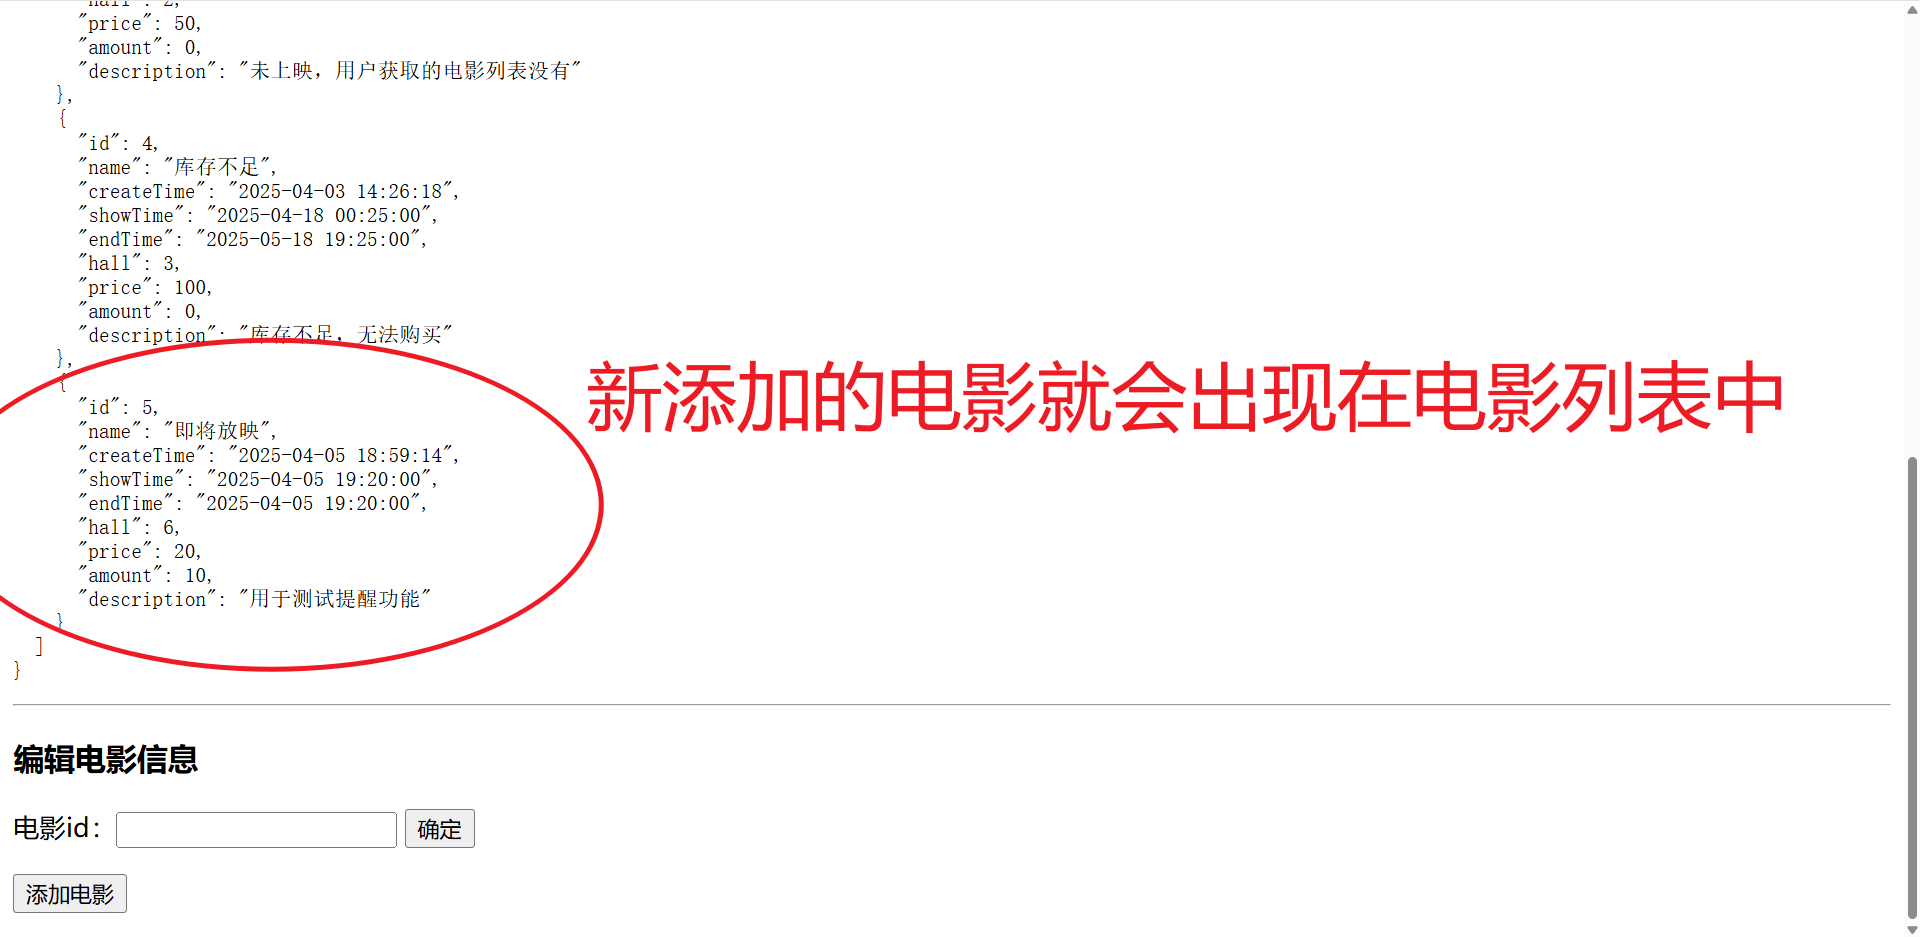 "hall": 2,
"price": 50,
"amount": 0,
"description": "未上映，用户获取的电影列表没有"
},
{
"id": 4,
"name": "库存不足",
"createTime": "2025-04-03 14:26:18",
"showTime": "2025-04-18 00:25:00",
"endTime": "2025-05-18 19:25:00",
"hall": 3,
"price": 100,
"amount": 0,
"description": "库存不足，无法购买"
},
{
"id": 5,
"name": "即将放映",
"createTime": "2025-04-05 18:59:14",
"showTime": "2025-04-05 19:20:00",
"endTime": "2025-04-05 19:20:00",
"hall": 6,
"price": 20,
"amount": 10,
"description": "用于测试提醒功能"
}
]
}
新添加的电影就会出现在电影列表中
编辑电影信息
电影id： 确定
添加电影